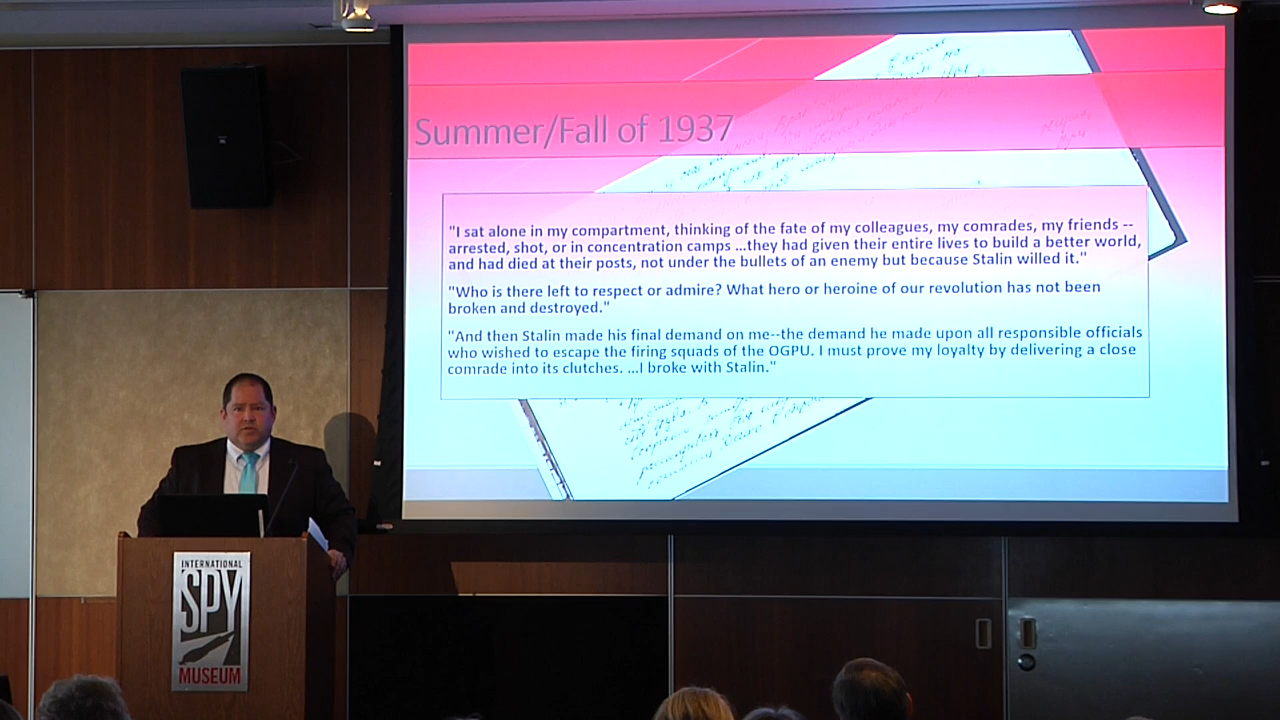 Summer/Fall of 1937
"I sat alone in my compartment, thinking of the fate of my colleagues, my comrades, my friends --
arrested, shot, or in concentration camps ...they had given their entire lives to build a better world,
and had died at their posts, not under the bullets of an enemy but because Stalin willed it."
"Who is there left to respect or admire? What hero or heroine of our revolution has not been
broken and destroyed."
"And then Stalin made his final demand on me--the demand he made upon all responsible officials
who wished to escape the firing squads of the OGPU. I must prove my loyalty by delivering a close
comrade into its clutches. ...I broke with Stalin."
INTERNATIONAL
SPY
MUSEUM